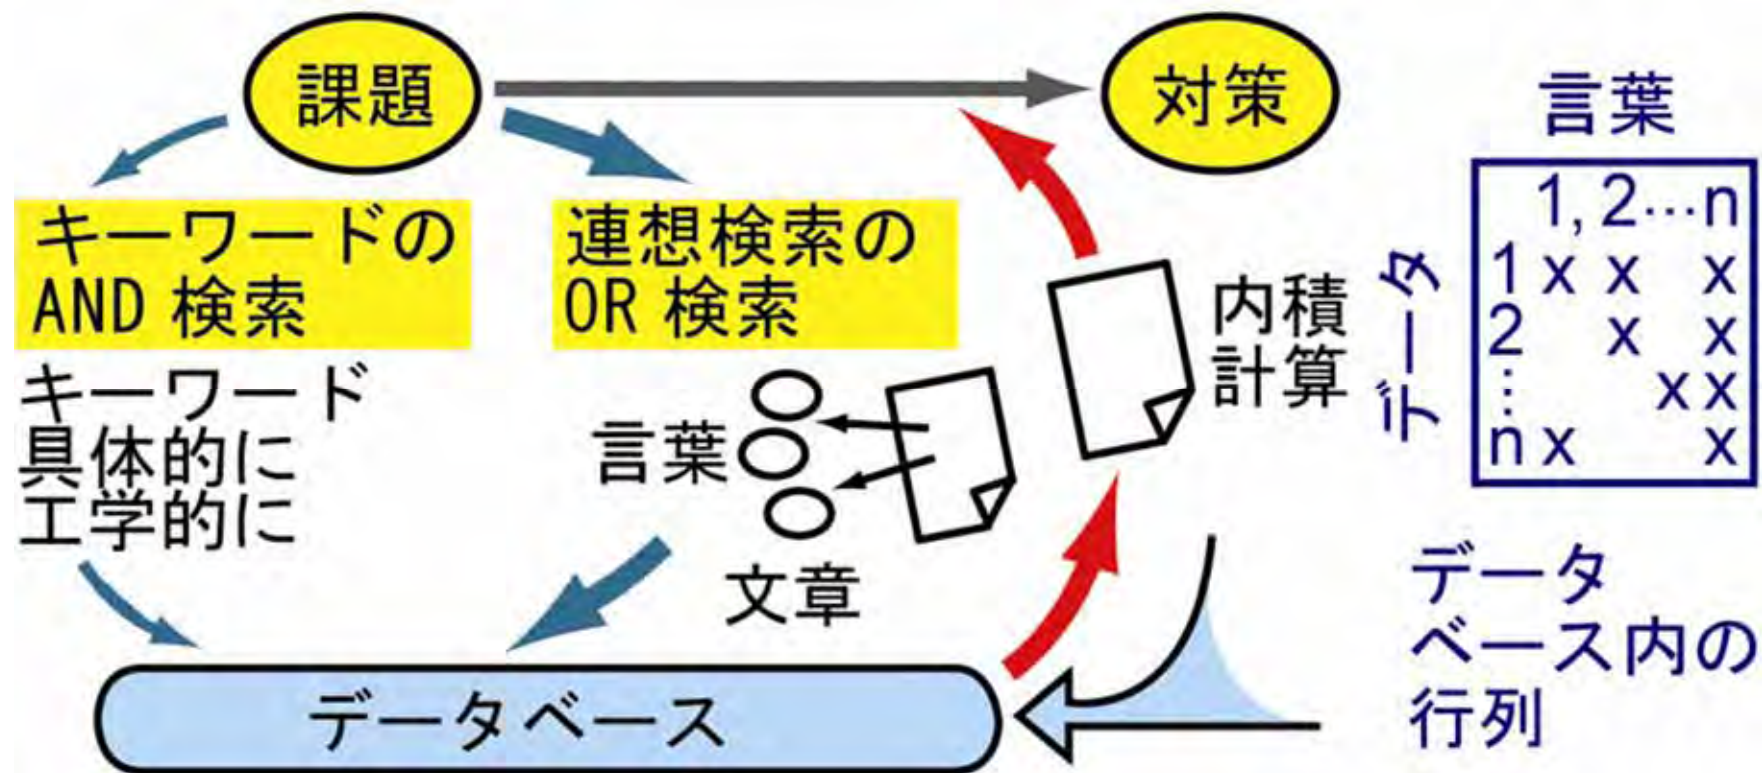 課題
対策
キーワードの
AND 検索
キーワード
具体的に
工学的に
連想検索の
OR 検索
言葉
文章
内積
計算
データベース
言葉
データ
1, 2…n
1 x x x
2 x x
… x x
n x x
データ
ベース内の
行列